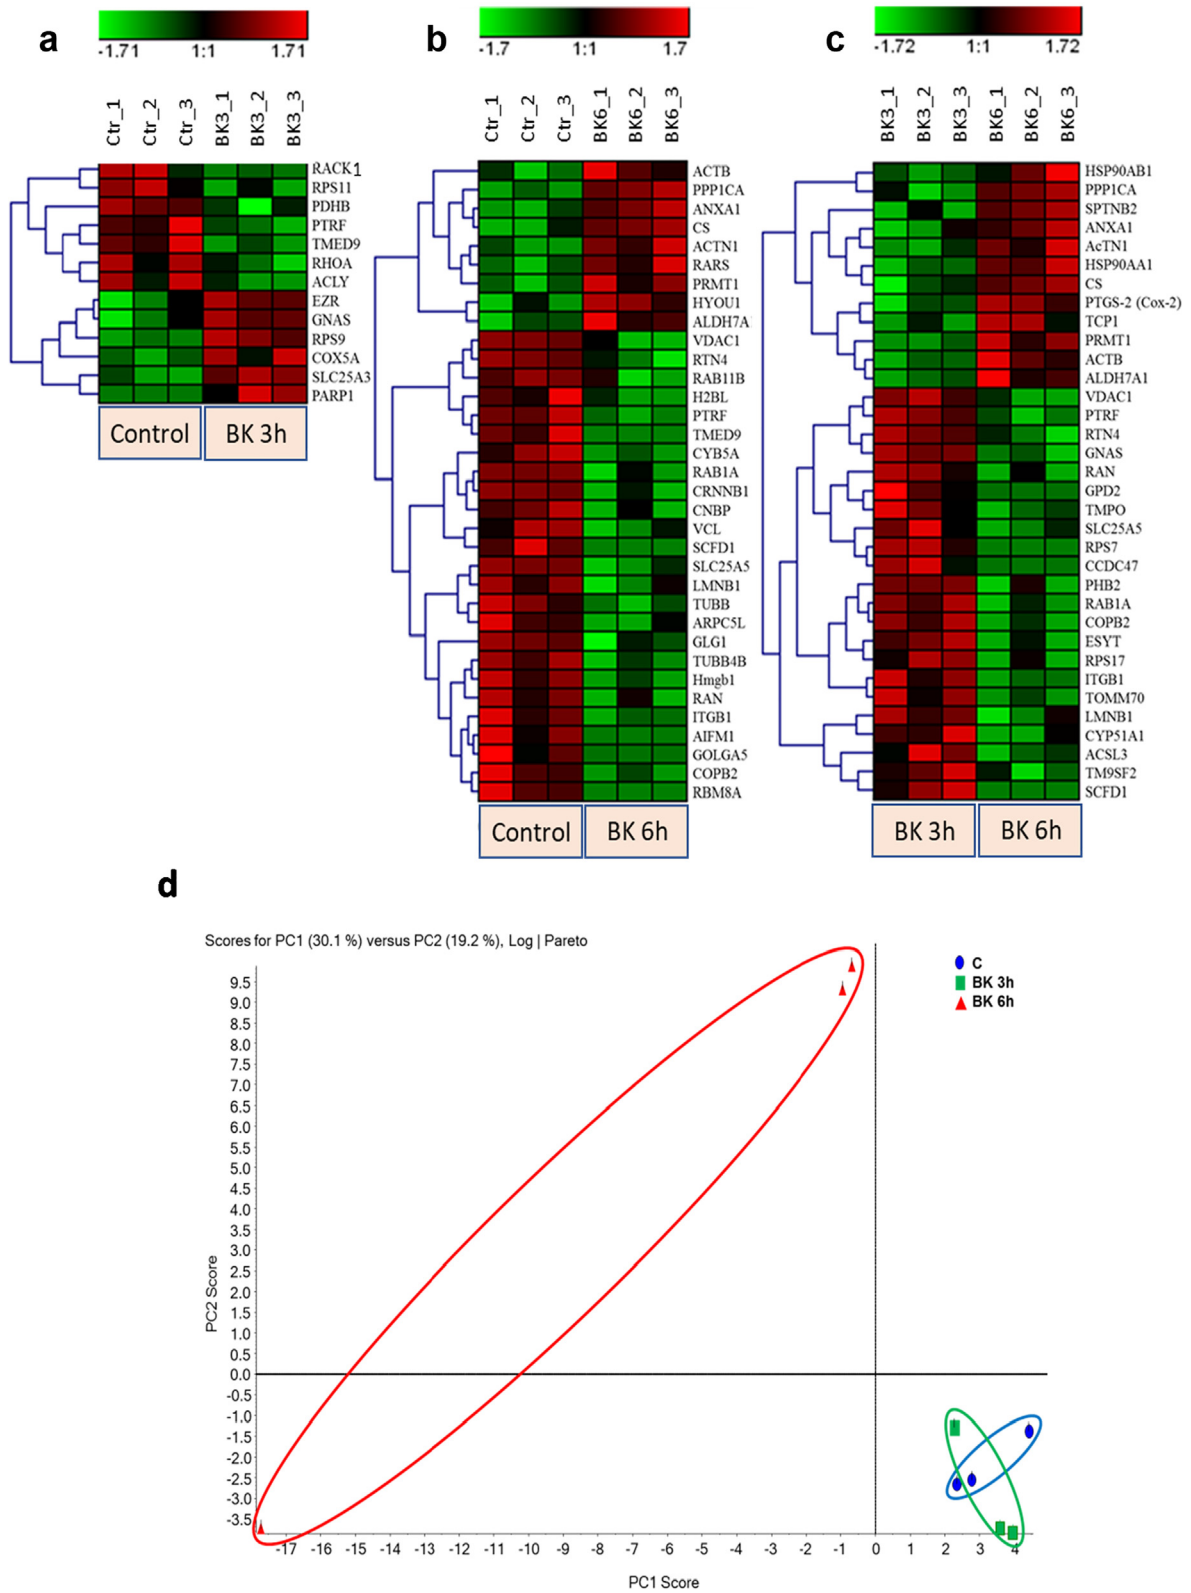 a
-1.71 1:1 1.71
Ctr_1 Ctr_2 Ctr_3 BK3_1 BK3_2 BK3_3
RACK1
RPS11
PDHB
PTRF
TMED9
RHOA
ACLY
EZR
GNAS
RPS9
COX5A
SLC25A3
PARP1
Control BK 3h
b
-1.7 1:1 1.7
Ctr_1 Ctr_2 Ctr_3 BK6_1 BK6_2 BK6_3
ACTB
PPP1CA
ANXA1
CS
ACTN1
RARS
PRMT1
HYOU1
ALDH7A
VDAC1
RTN4
RAB11B
H2BL
PTRF
TMED9
CYB5A
RAB1A
CRNNB1
CNBP
VCL
SCFD1
SLC25A5
LMNB1
TUBB
ARPC5L
GLG1
TUBB4B
Hmgb1
RAN
ITGB1
AIFM1
GOLGA5
COPB2
RBM8A
Control BK 6h
c
-1.72 1:1 1.72
BK3_1 BK3_2 BK3_3 BK6_1 BK6_2 BK6_3
HSP90AB1
PPP1CA
SPTNB2
ANXA1
AcTN1
HSP90AA1
CS
PTGS-2 (Cox-2)
TCP1
PRMT1
ACTB
ALDH7A1
VDAC1
PTRF
RTN4
GNAS
RAN
GPD2
TMPO
SLC25A5
RPS7
CCDC47
PHB2
RAB1A
COPB2
ESYT
RPS17
ITGB1
TOMM70
LMNB1
CYP51A1
ACSL3
TM9SF2
SCFD1
BK 3h BK 6h
d
Scores for PC1 (30.1 %) versus PC2 (19.2 %), Log | Pareto
C
BK 3h
BK 6h
9.5
9.0
8.5
8.0
7.5
7.0
6.5
6.0
5.5
5.0
4.5
4.0
3.5
3.0
2.5
2.0
1.5
1.0
0.5
0.0
-0.5
-1.0
-1.5
-2.0
-2.5
-3.0
-3.5
PC2 Score
-17 -16 -15 -14 -13 -12 -11 -10 -9 -8 -7 -6 -5 -4 -3 -2 -1 0 1 2 3 4
PC1 Score